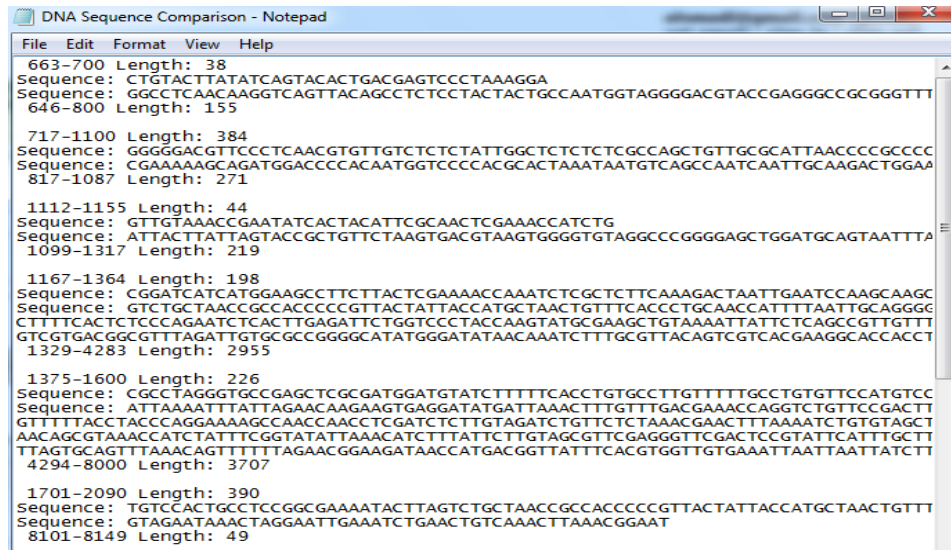 DNA Sequence Comparison - Notepad
File Edit Format View Help
663-700 Length: 38
Sequence: CTGTACTTATATCAGTACACTGACGAGTCCCTAAAGGA
Sequence: GGCCTCAACAAGGTCAGTTACAGCCTCTCCTACTACTGCCAATGGTAGGGGACGTACCGAGGGCCGCGGGTTT
646-800 Length: 155
717-1100 Length: 384
Sequence: GGGGGACGTTCCCTCAACGTGTTGTCTCTCTATTGGCTCTCTCTCGCCAGCTGTTGCGCATTAACCCCGCCCC
Sequence: CGAAAAAGCAGATGGACCCCACAATGGTCCCCACGCACTAAATAATGTCAGCCAATCAATTGCAAGACTGGAA
817-1087 Length: 271
1112-1155 Length: 44
Sequence: GTTGTAAACCGAATATCACTACATTCGCAACTCGAAACCATCTG
Sequence: ATTACTTATTAGTACCGCTGTTCTAAGTGACGTAAGTGGGGTGTAGGCCCGGGGAGCTGGATGCAGTAATTTA
1099-1317 Length: 219
1167-1364 Length: 198
Sequence: CGGATCATCATGGAAGCCTTCTTACTCGAAAACCAAATCTCGCTCTTCAAAGACTAATTGAATCCAAGCAAGC
Sequence: GTCTGCTAACCGCCACCCCCGTTACTATTACCATGCTAACTGTTTCACCCTGCAACCATTTTAATTGCAGGGG
CTTTTCACTCTCCCAGAATCTCACTTGAGATTCTGGTCCCTACCAAGTATGCGAAGCTGTAAAATTATTCTCAGCCGTTGTTT
GTCGTGACGGCGTTTAGATTGTGCGCCGGGGCATATGGGATATAACAAATCTTTGCGTTACAGTCGTCACGAAGGCACCACCT
1329-4283 Length: 2955
1375-1600 Length: 226
Sequence: CGCCTAGGGTGCCGAGCTCGCGATGGATGTATCTTTTTCACCTGTGCCTTGTTTTTGCCTGTGTTCCATGTCC
Sequence: ATTAAAATTTATTAGAACAAGAAGTGAGGATATGATTAAACTTTGTTTGACGAAACCAGGTCTGTTCCGACTT
GTTTTTACCTACCCAGGAAAAGCCAACCAACCTCGATCTCTTGTAGATCTGTTCTCTAAACGAACTTTAAAATCTGTGTAGCT
AACAGCGTAAACCATCTATTTCGGTATATTAAACATCTTTATTCTTGTAGCGTTCGAGGGTTCGACTCCGTATTCATTTGCTT
TTAGTGCAGTTTAAACAGTTTTTTAGAACGGAAGATAACCATGACGGTTATTTCACGTGGTTGTGAAATTAATTAATTATCTT
4294-8000 Length: 3707
1701-2090 Length: 390
Sequence: TGTCCACTGCCTCCGGCGAAAATACTTAGTCTGCTAACCGCCACCCCCGTTACTATTACCATGCTAACTGTTT
Sequence: GTAGAATAAACTAGGAATTGAAATCTGAACTGTCAAACTTAAACGGAAT
8101-8149 Length: 49